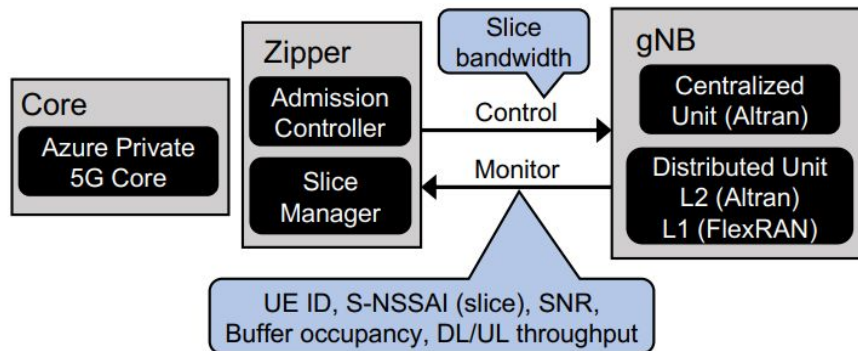 Core
Azure Private
5G Core
Zipper
Admission
Controller
Slice
Manager
Slice
bandwidth
Control
Monitor
gNB
Centralized
Unit (Altran)
Distributed Unit
L2 (Altran)
L1 (FlexRAN)
UE ID, S-NSSAI (slice), SNR,
Buffer occupancy, DL/UL throughput